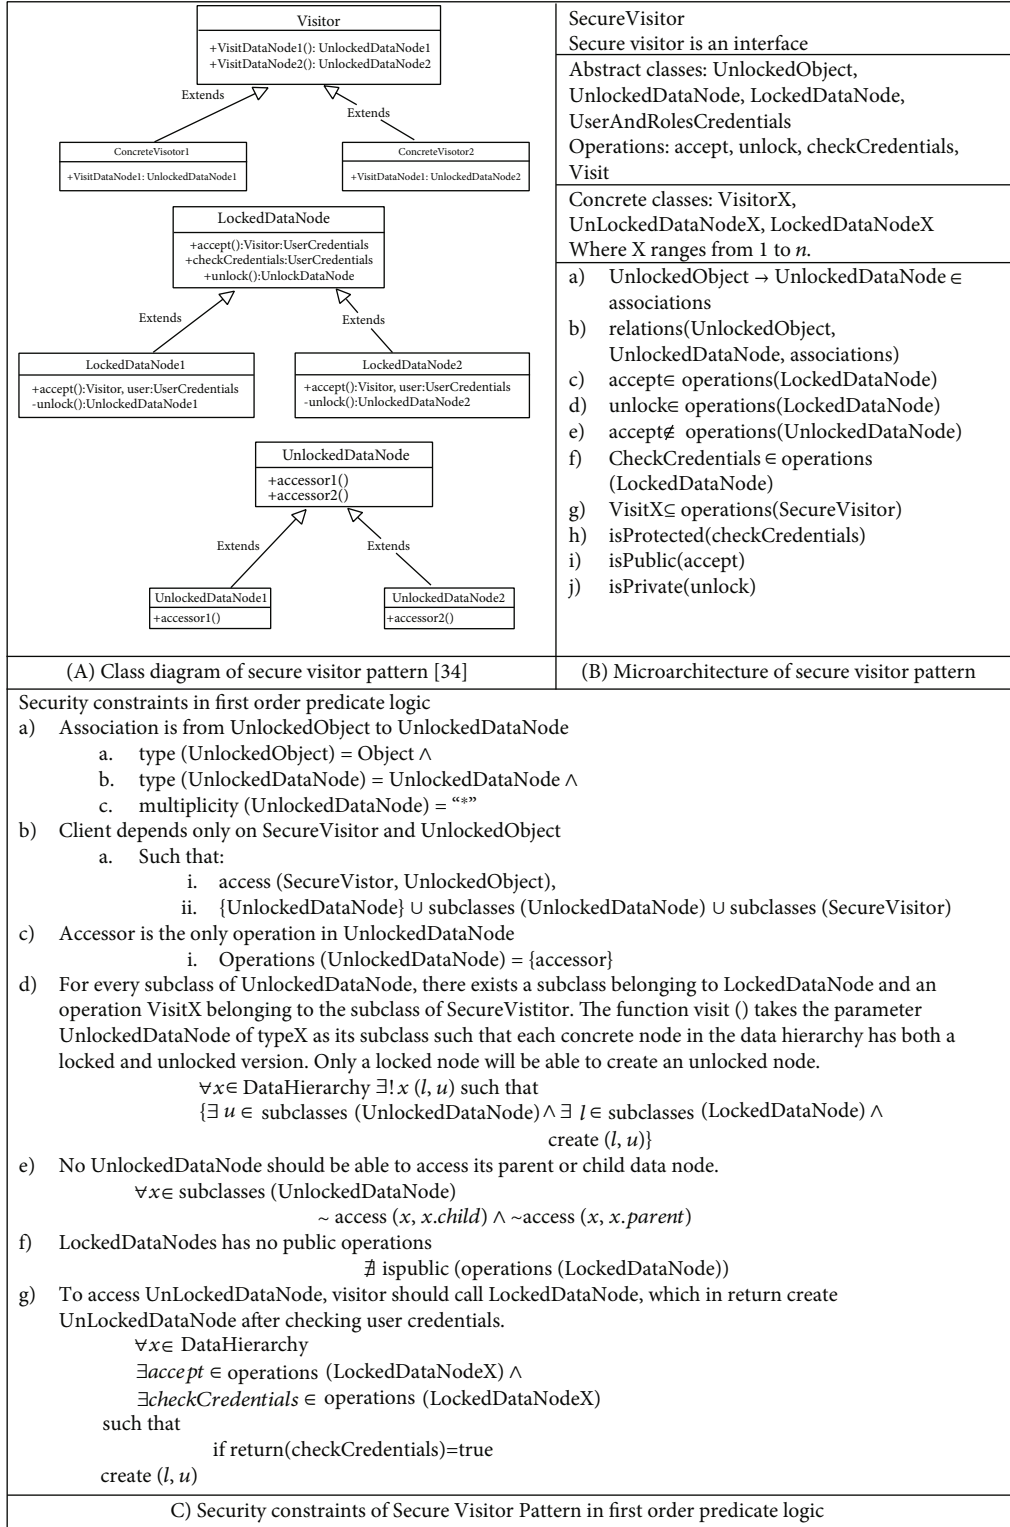 Visitor
+VisitDataNode1(): UnlockedDataNode1
+VisitDataNode2(): UnlockedDataNode2
Extends
Extends
ConcreteVisotor1
+VisitDataNode1: UnlockedDataNode1
ConcreteVisotor2
+VisitDataNode1: UnlockedDataNode2
LockedDataNode
+accept():Visitor:UserCredentials
+checkCredentials:UserCredentials
+unlock():UnlockDataNode
Extends
Extends
LockedDataNode1
+accept():Visitor, user:UserCredentials
-unlock():UnlockedDataNode1
LockedDataNode2
+accept():Visitor, user:UserCredentials
-unlock():UnlockedDataNode2
UnlockedDataNode
+accessor1()
+accessor2()
Extends
Extends
UnlockedDataNode1
+accessor1()
UnlockedDataNode2
+accessor2()
(A) Class diagram of secure visitor pattern [34]
SecureVisitor
Secure visitor is an interface
Abstract classes: UnlockedObject,
UnlockedDataNode, LockedDataNode,
UserAndRolesCredentials
Operations: accept, unlock, checkCredentials,
Visit
Concrete classes: VisitorX,
UnLockedDataNodeX, LockedDataNodeX
Where X ranges from 1 to n.
a) UnlockedObject → UnlockedDataNode ∈
associations
b) relations(UnlockedObject,
UnlockedDataNode, associations)
c) accept∈ operations(LockedDataNode)
d) unlock∈ operations(LockedDataNode)
e) accept∉ operations(UnlockedDataNode)
f) CheckCredentials ∈ operations
(LockedDataNode)
g) VisitX⊆ operations(SecureVisitor)
h) isProtected(checkCredentials)
i) isPublic(accept)
j) isPrivate(unlock)
(B) Microarchitecture of secure visitor pattern
Security constraints in first order predicate logic
a) Association is from UnlockedObject to UnlockedDataNode
a. type (UnlockedObject) = Object ∧
b. type (UnlockedDataNode) = UnlockedDataNode ∧
c. multiplicity (UnlockedDataNode) = “*”
b) Client depends only on SecureVisitor and UnlockedObject
a. Such that:
i. access (SecureVistor, UnlockedObject),
ii. {UnlockedDataNode} ∪ subclasses (UnlockedDataNode) ∪ subclasses (SecureVisitor)
c) Accessor is the only operation in UnlockedDataNode
i. Operations (UnlockedDataNode) = {accessor}
d) For every subclass of UnlockedDataNode, there exists a subclass belonging to LockedDataNode and an
operation VisitX belonging to the subclass of SecureVistitor. The function visit () takes the parameter
UnlockedDataNode of typeX as its subclass such that each concrete node in the data hierarchy has both a
locked and unlocked version. Only a locked node will be able to create an unlocked node.
∀x∈ DataHierarchy ∃! x (l, u) such that
{∃ u ∈ subclasses (UnlockedDataNode) ∧ ∃ l ∈ subclasses (LockedDataNode) ∧
create (l, u)}
e) No UnlockedDataNode should be able to access its parent or child data node.
∀x∈ subclasses (UnlockedDataNode)
~ access (x, x.child) ∧ ~access (x, x.parent)
f) LockedDataNodes has no public operations
∄ ispublic (operations (LockedDataNode))
g) To access UnLockedDataNode, visitor should call LockedDataNode, which in return create
UnLockedDataNode after checking user credentials.
∀x∈ DataHierarchy
∃accept ∈ operations (LockedDataNodeX) ∧
∃checkCredentials ∈ operations (LockedDataNodeX)
such that
if return(checkCredentials)=true
create (l, u)
C) Security constraints of Secure Visitor Pattern in first order predicate logic